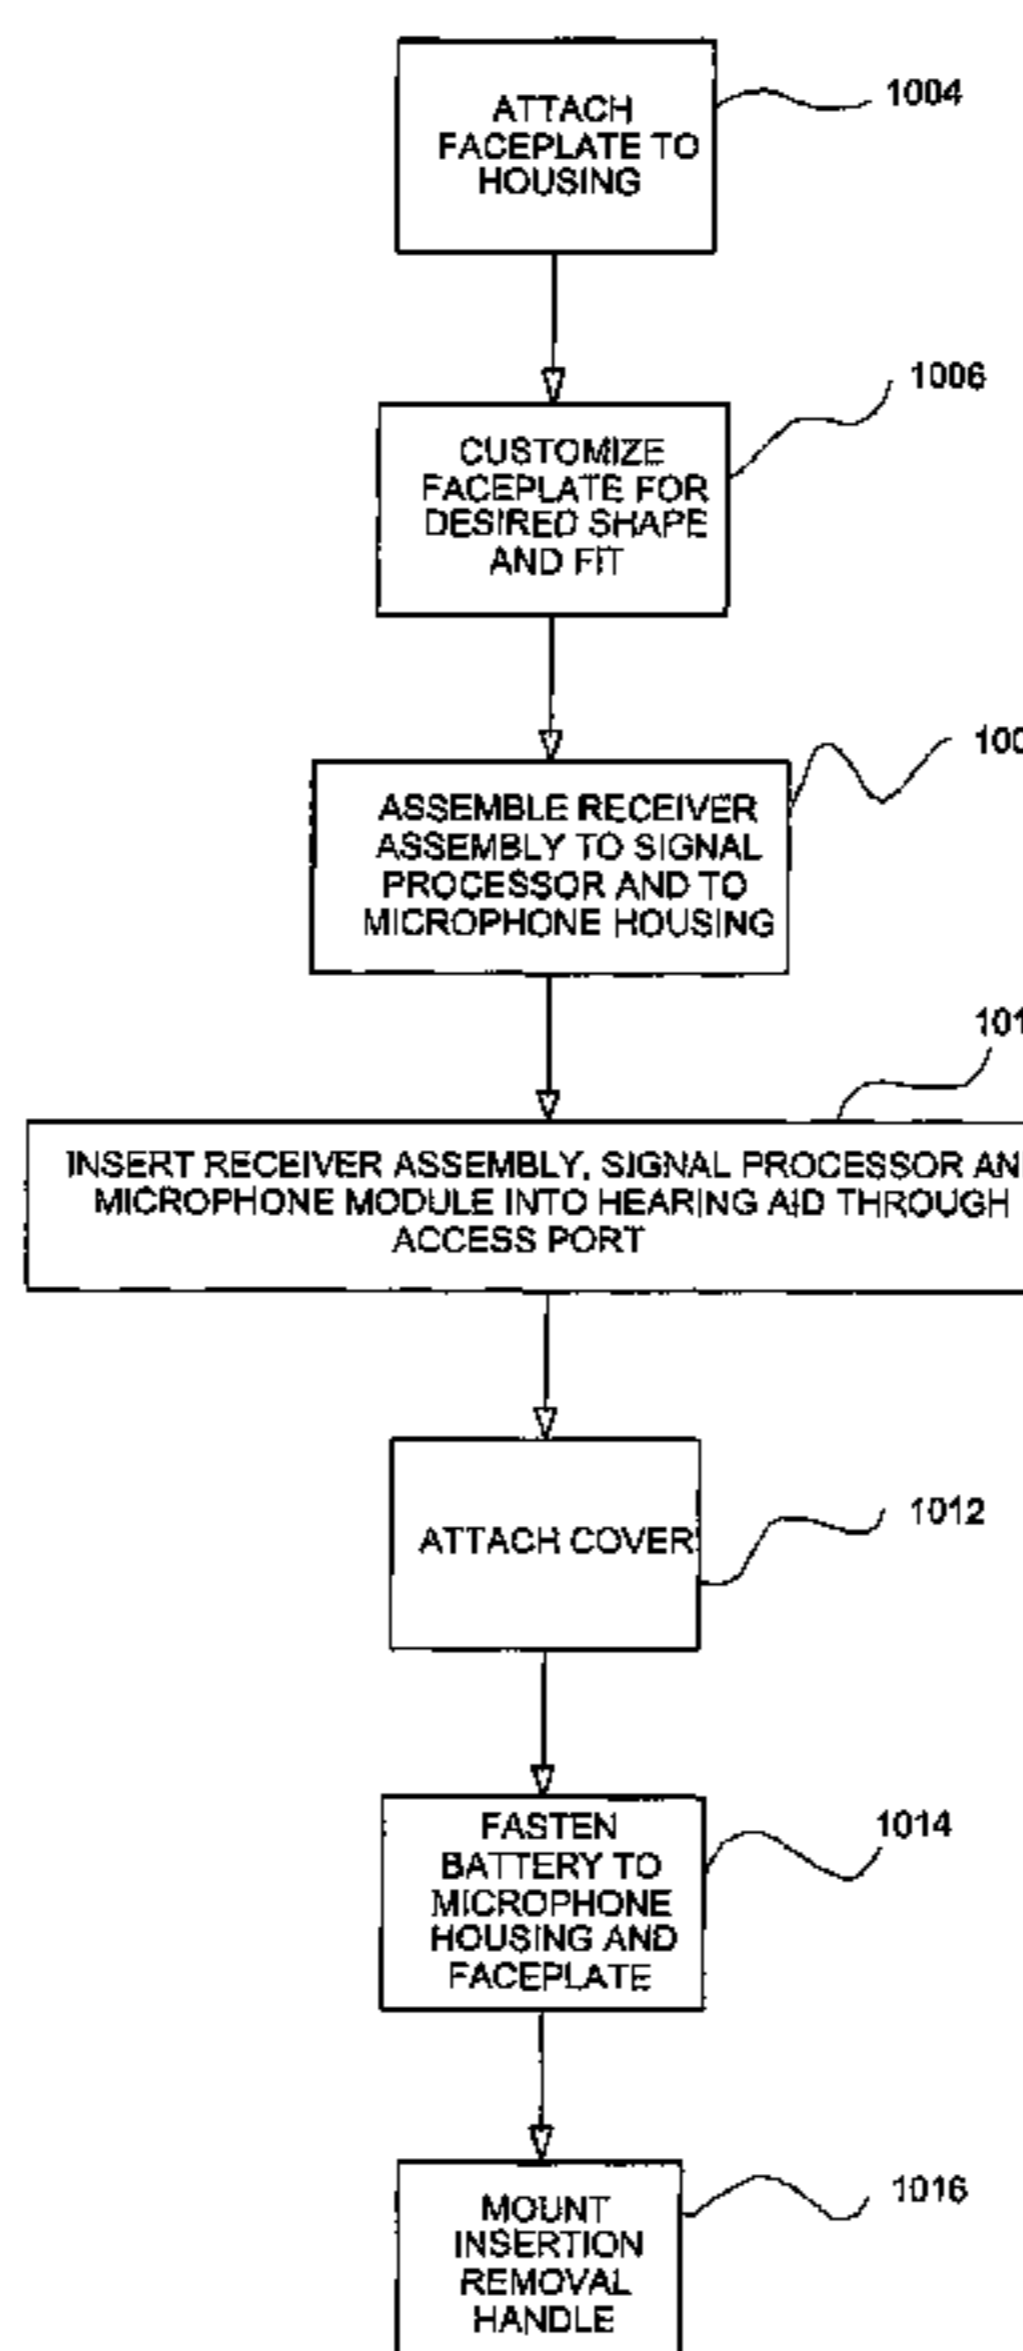 ATTACH
FACEPLATE TO
HOUSING
1004
1006
CUSTOMIZE
FACEPLATE FOR
DESIRED SHAPE
AND FIT
ASSEMBLE RECEIVER
ASSEMBLY TO SIGNAL
PROCESSOR AND TO
MICROPHONE HOUSING
INSERT RECEIVER ASSEMBLY, SIGNAL PROCESSOR
MICROPHONE MODULE INTO HEARING AID THROUGH
ACCESS PORT
ATTACH COVER
1012
FASTEN
BATTERY TO
MICROPHONE
HOUSING AND
FACEPLATE
1014
MOUNT
INSERTION
REMOVAL
HANDLE
1016